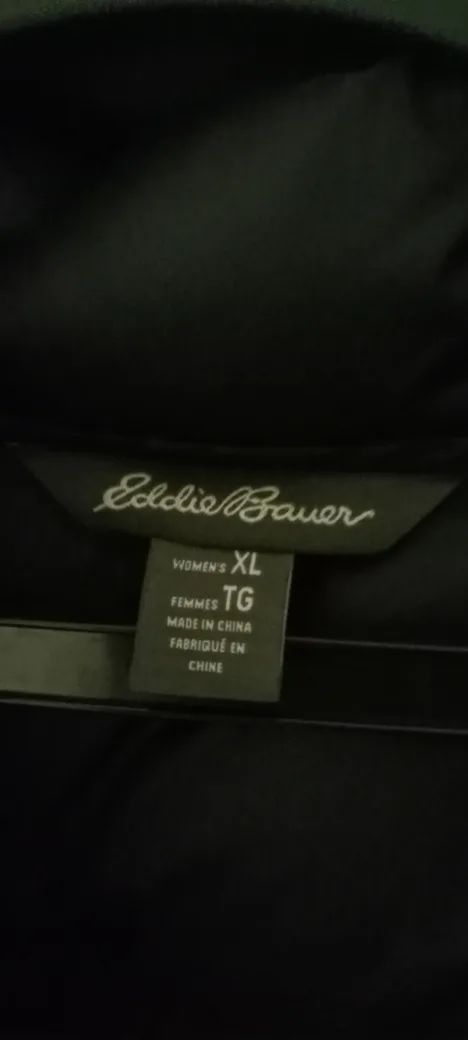 Eddie Bauer
WOMEN'S XL
FEMMES TG
MADE IN CHINA
FABRIQUÉ EN
CHINE